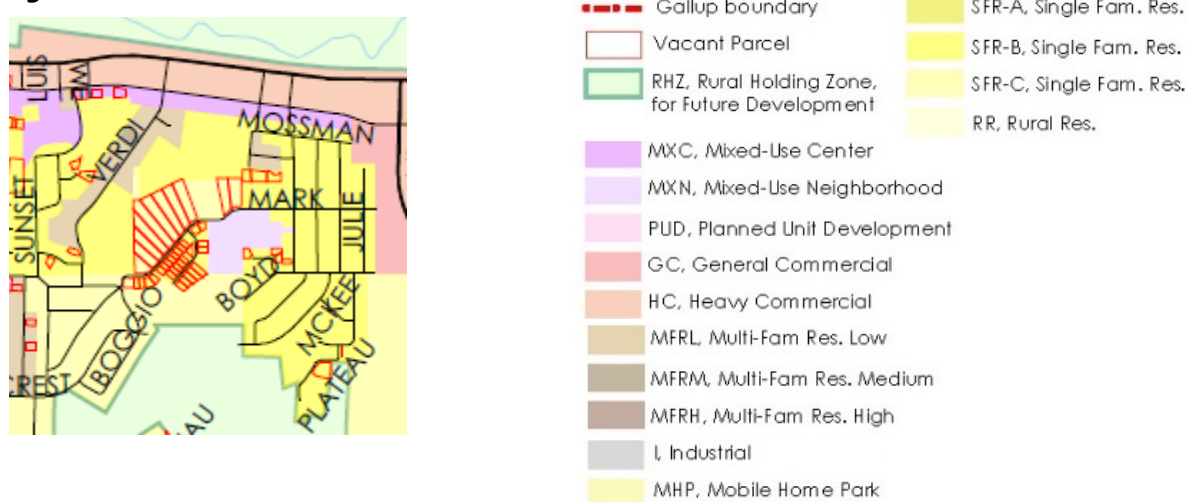 LUIS
VERDI
MOSSMAN
SUNSET
MARK
JULIE
BOYD
BOGGIO
MCKEE
CREST
PLATEAU
AU
Gallup boundary
Vacant Parcel
RHZ, Rural Holding Zone,
for Future Development
MXC, Mixed-Use Center
MXN, Mixed-Use Neighborhood
PUD, Planned Unit Development
GC, General Commercial
HC, Heavy Commercial
MFRL, Multi-Fam Res. Low
MFRM, Multi-Fam Res. Medium
MFRH, Multi-Fam Res. High
I, Industrial
MHP, Mobile Home Park
SFR-A, Single Fam. Res.
SFR-B, Single Fam. Res.
SFR-C, Single Fam. Res.
RR, Rural Res.